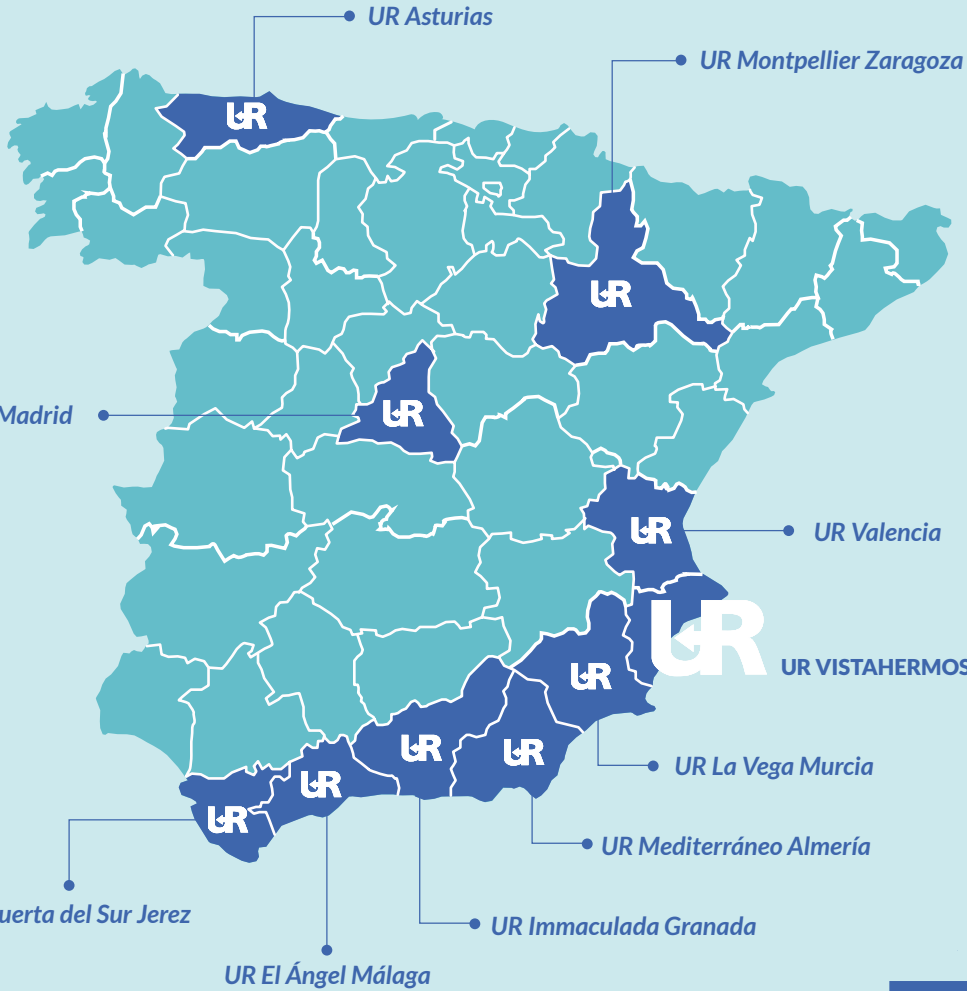 UR Asturias
UR Montpellier Zaragoza
UR
UR
Madrid
UR
UR Valencia
UR
UR
UR VISTAHERMOS
UR
UR La Vega Murcia
UR
UR
UR
UR
UR Mediterráneo Almería
uerta del Sur Jerez
UR Immaculada Granada
UR El Ángel Málaga